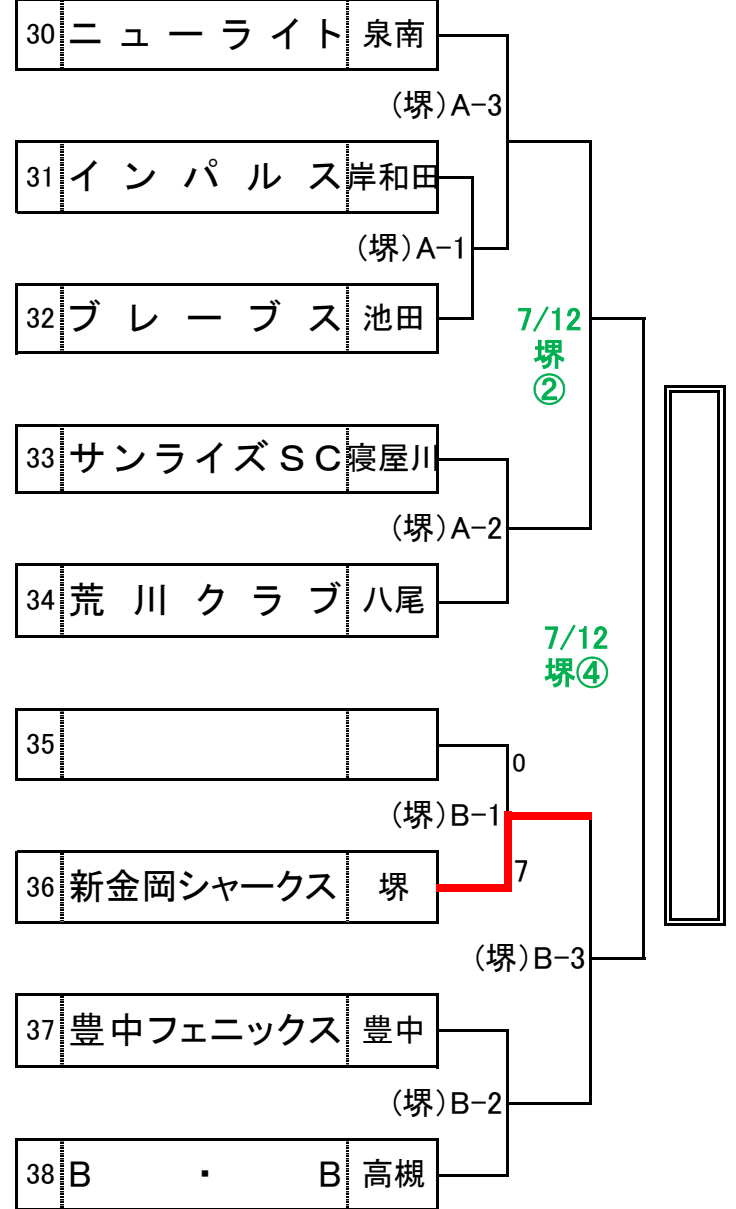 30 ニューライト 泉南
(堺)A-3
31 インパルス 岸和田
(堺)A-1
32 ブレーブス 池田
7/12
堺
②
33 サンライズSC 寝屋川
(堺)A-2
34 荒川クラブ 八尾
7/12
堺④
35
0
(堺)B-1
36 新金岡シャークス 堺
7
(堺)B-3
37 豊中フェニックス 豊中
(堺)B-2
38 B・B 高槻